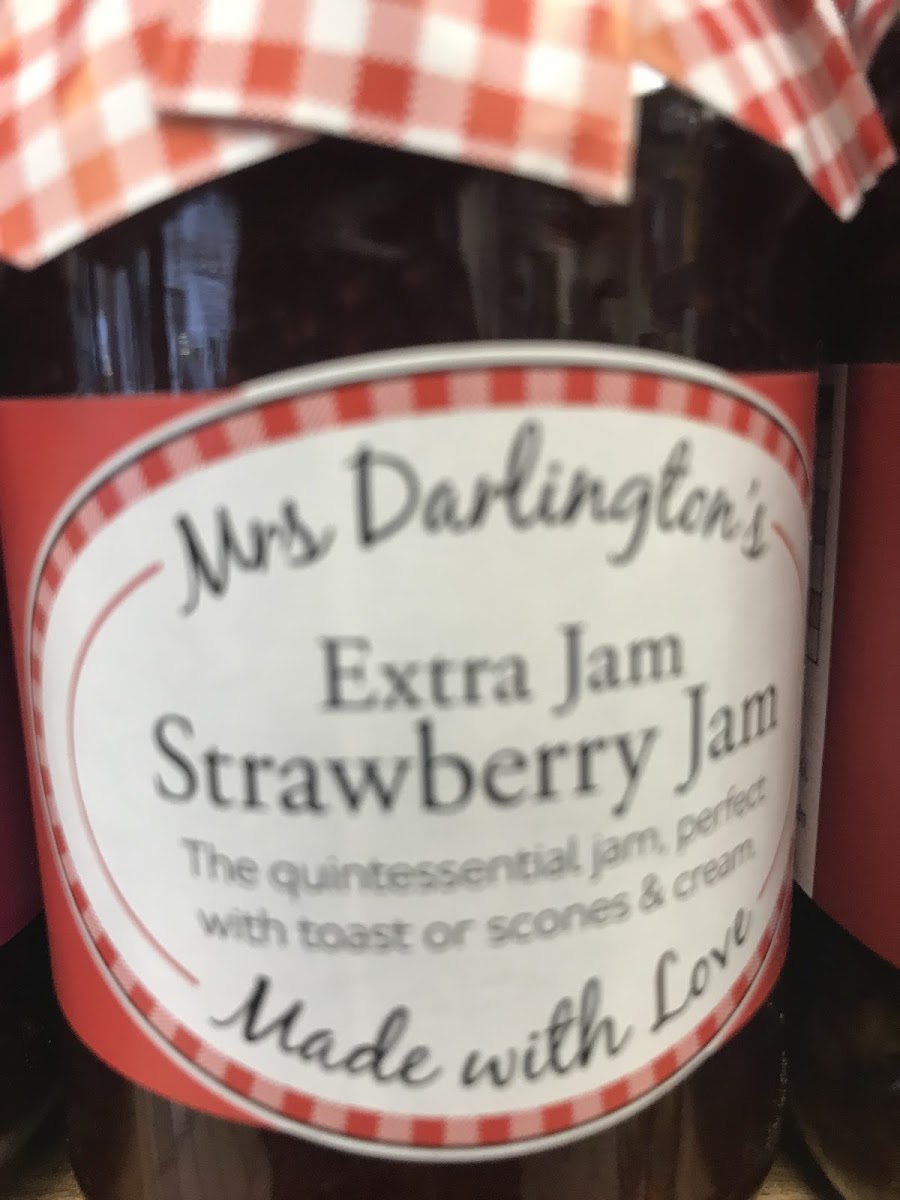 Mrs Darlington's
Extra Jam
Strawberry Jam
The quintessential jam, perfect
with toast or scones & cream.
Made with Love